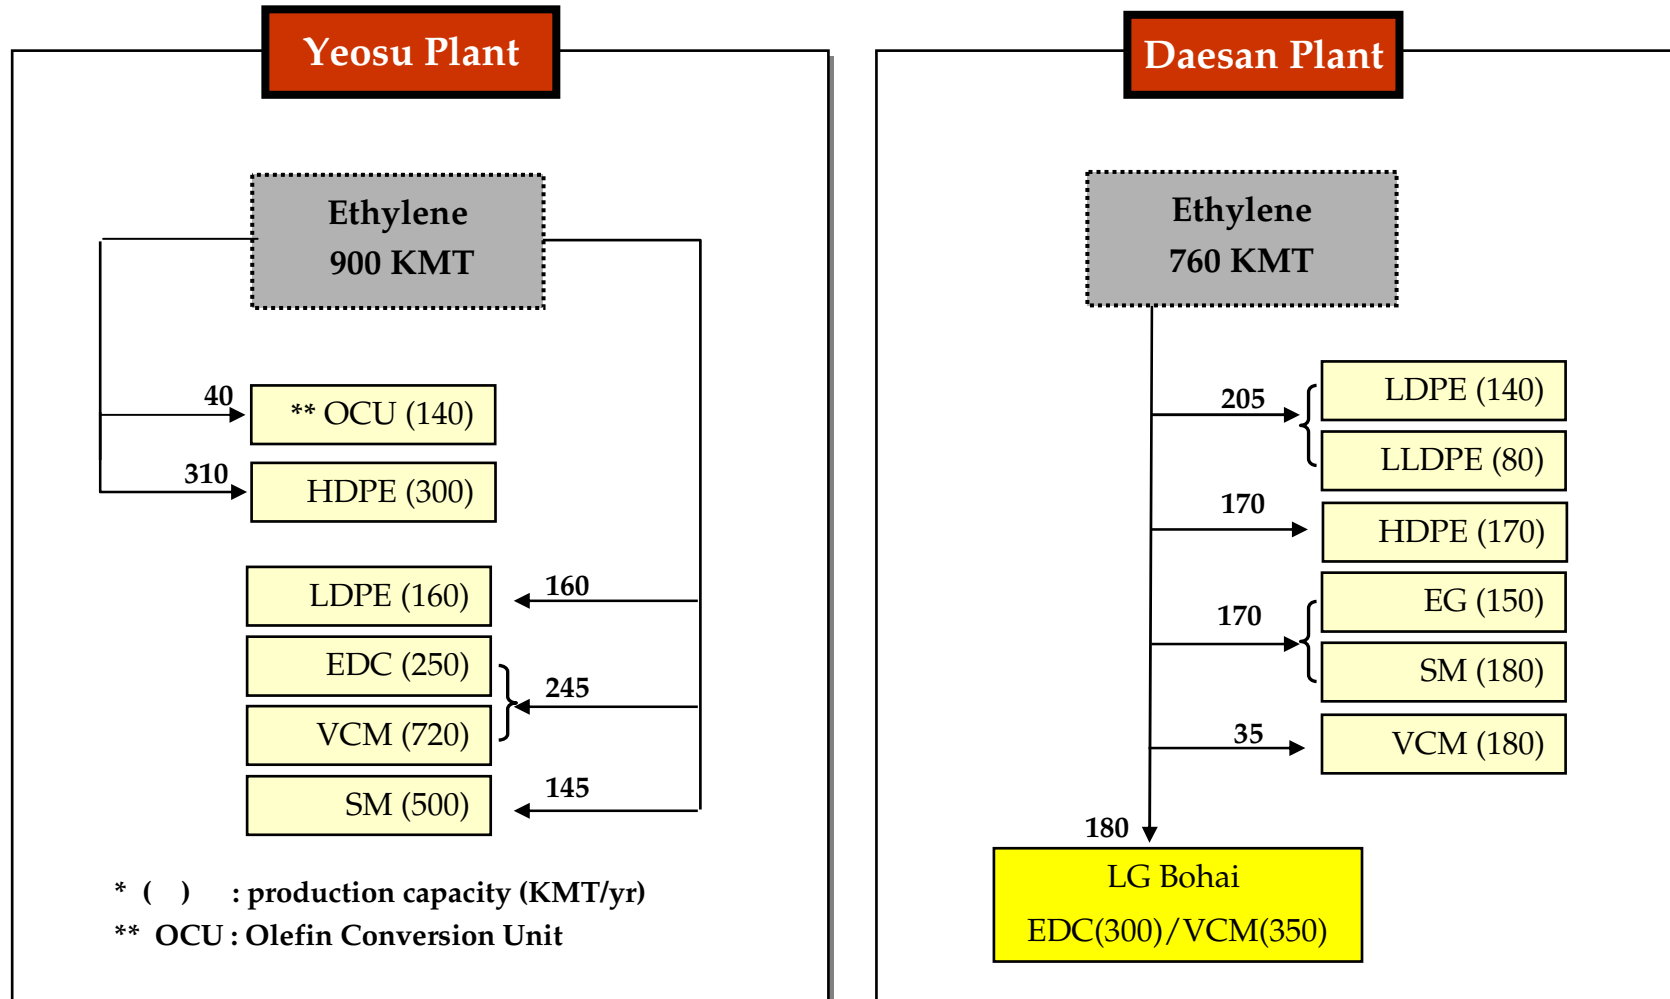 Yeosu Plant
Ethylene
900 KMT
40
** OCU (140)
310
HDPE (300)
LDPE (160)
160
EDC (250)
245
VCM (720)
SM (500)
145
* ( ) : production capacity (KMT/yr)
** OCU : Olefin Conversion Unit
Daesan Plant
Ethylene
760 KMT
205
LDPE (140)
LLDPE (80)
170
HDPE (170)
170
EG (150)
SM (180)
35
VCM (180)
180
LG Bohai
EDC(300)/VCM(350)